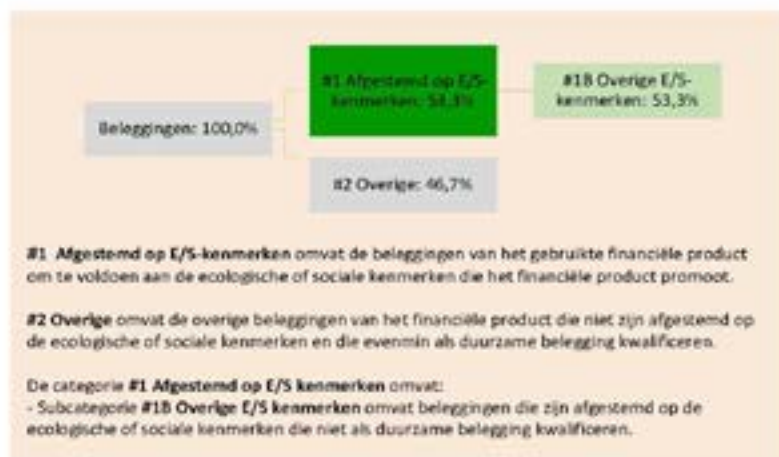 #1 Afgestemd op E/S-
kenmerken: 53,3%
#1B Overige E/S-
kenmerken: 53,3%
Beleggingen: 100,0%
#2 Overige: 46,7%
#1 Afgestemd op E/S-kenmerken omvat de beleggingen van het gebruikte financiële product
om te voldoen aan de ecologische of sociale kenmerken die het financiële product promoot.
#2 Overige omvat de overige beleggingen van het financiële product die niet zijn afgestemd op
de ecologische of sociale kenmerken en die evenmin als duurzame belegging kwalificeren.
De categorie #1 Afgestemd op E/S kenmerken omvat:
- Subcategorie #1B Overige E/S kenmerken omvat beleggingen die zijn afgestemd op de
ecologische of sociale kenmerken die niet als duurzame belegging kwalificeren.